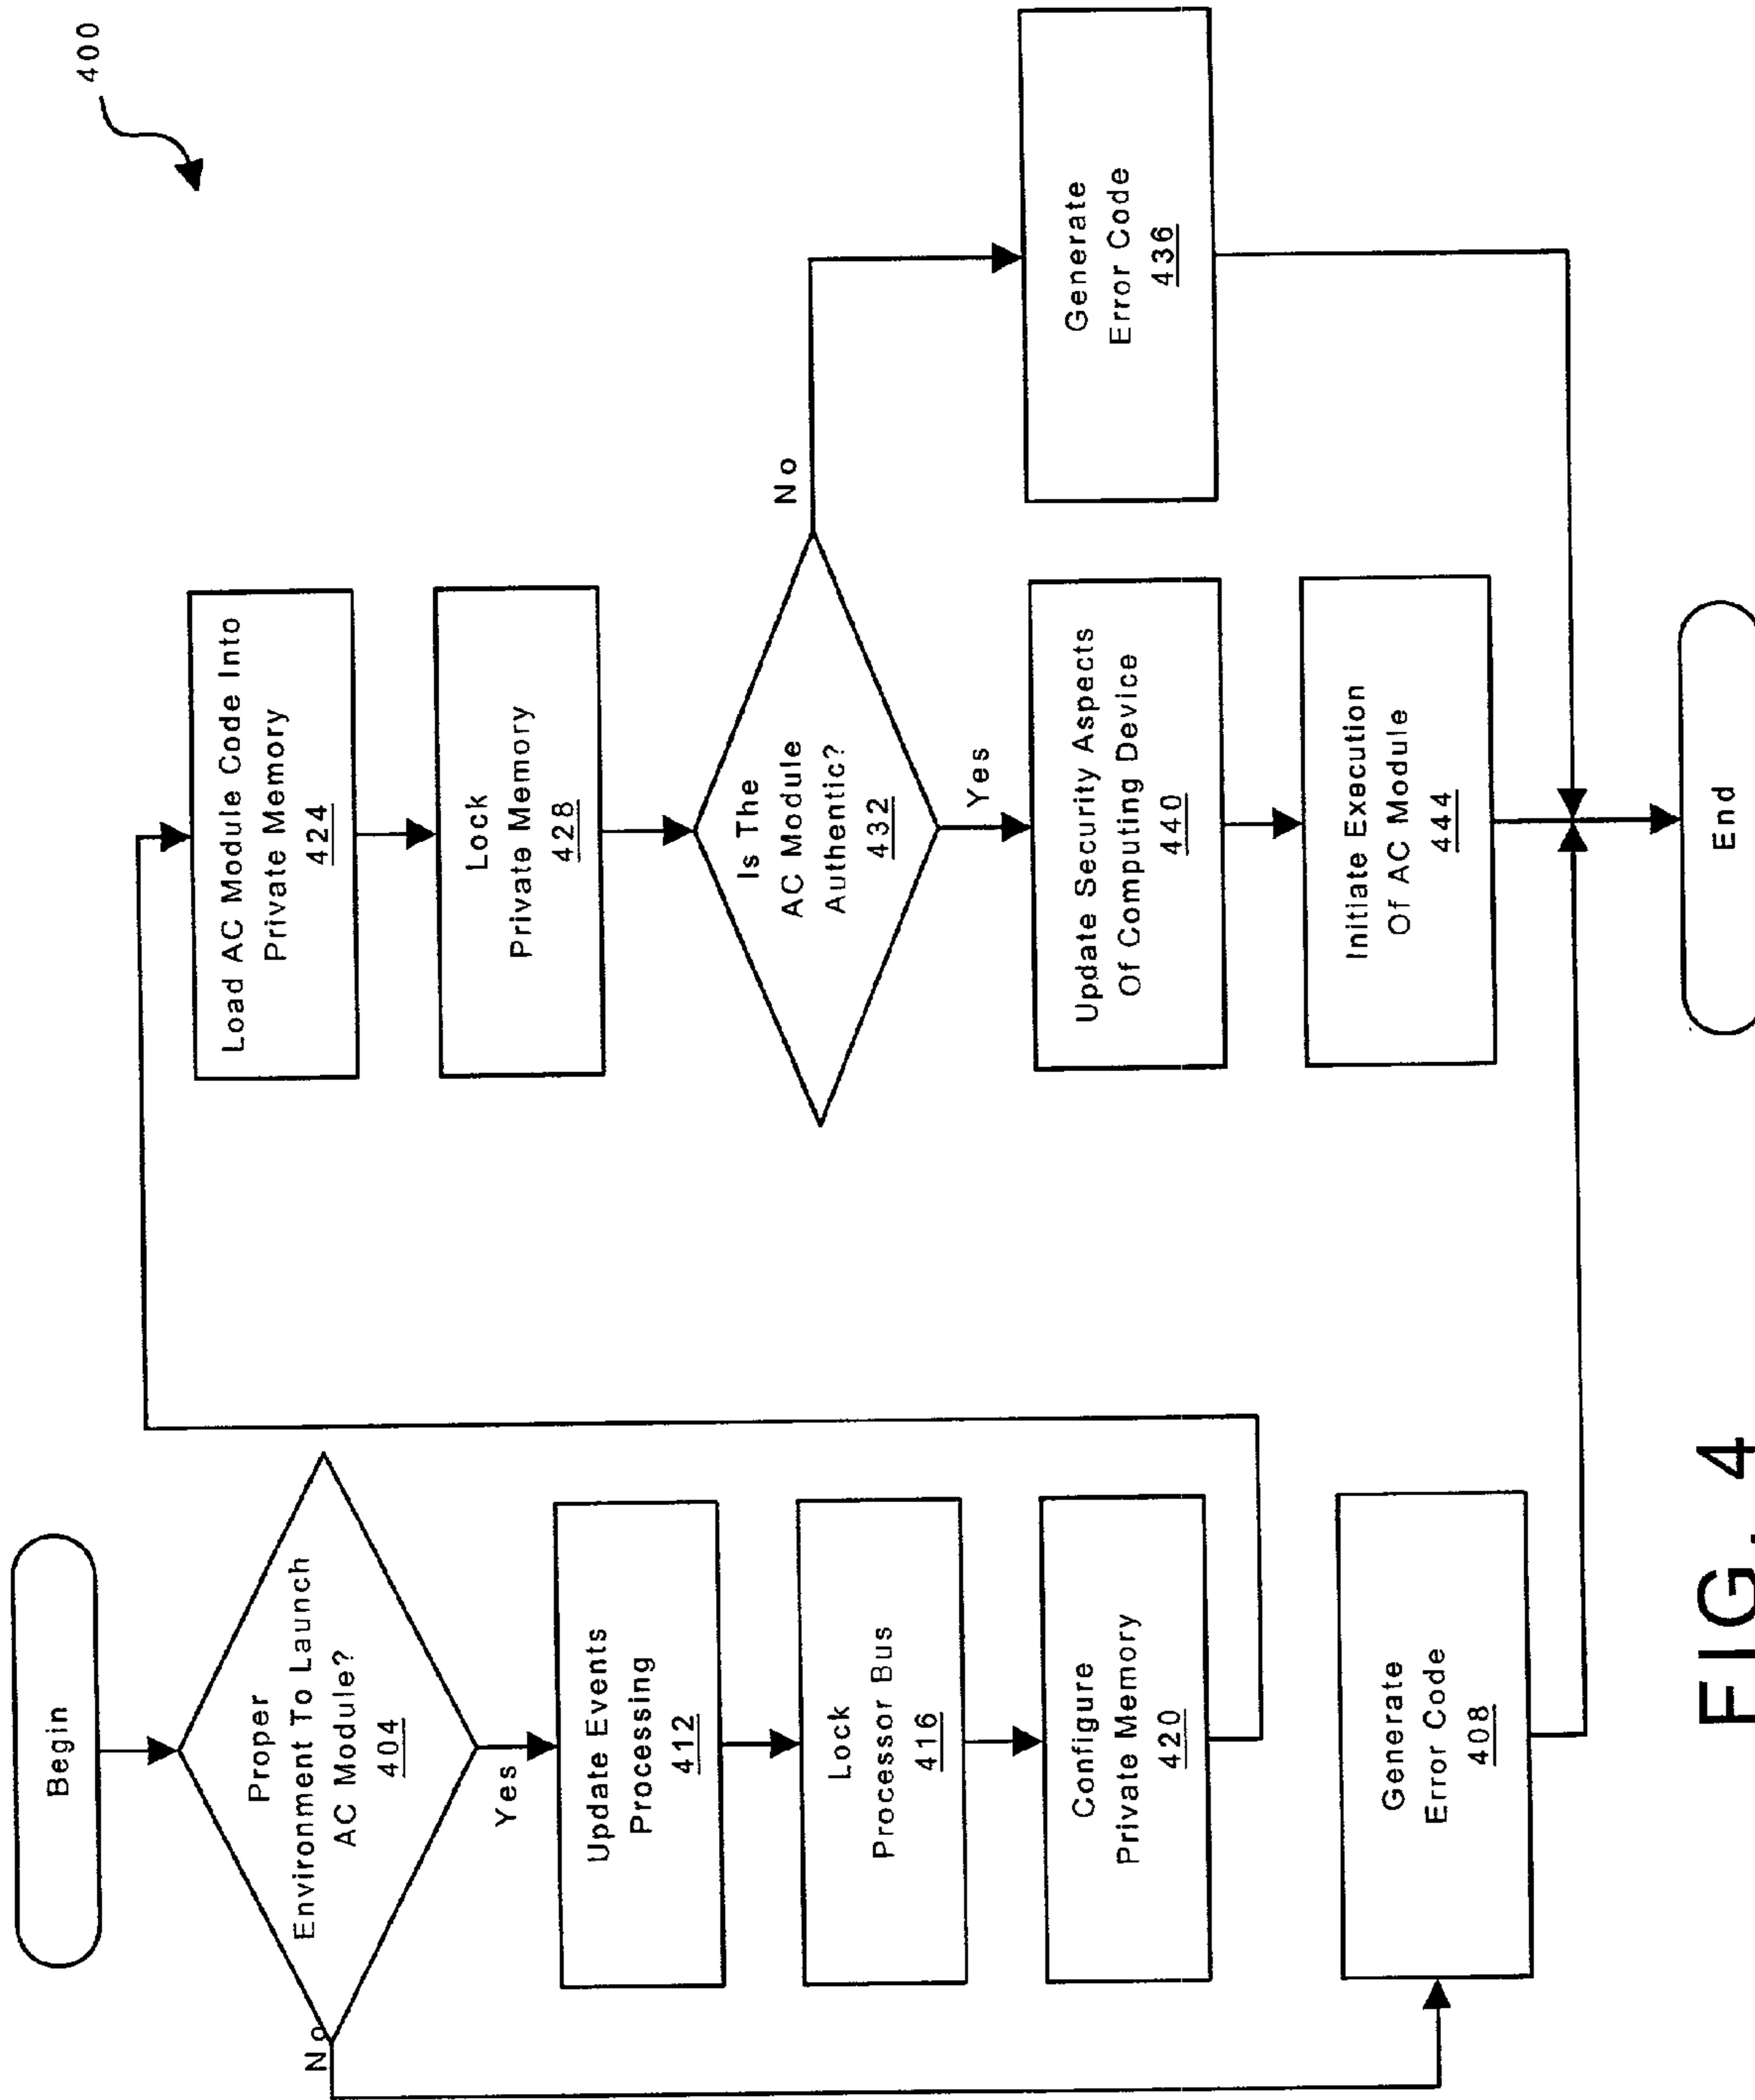 400
Begin
Proper
Environment To Launch
AC Module?
404
No
Yes
Update Events
Processing
412
Lock
Processor Bus
416
Configure
Private Memory
420
Generate
Error Code
408
Load AC Module Code Into
Private Memory
424
Lock
Private Memory
428
Is The
AC Module
Authentic?
432
No
Yes
Generate
Error Code
436
Update Security Aspects
Of Computing Device
440
Initiate Execution
Of AC Module
444
End
FIG. 4